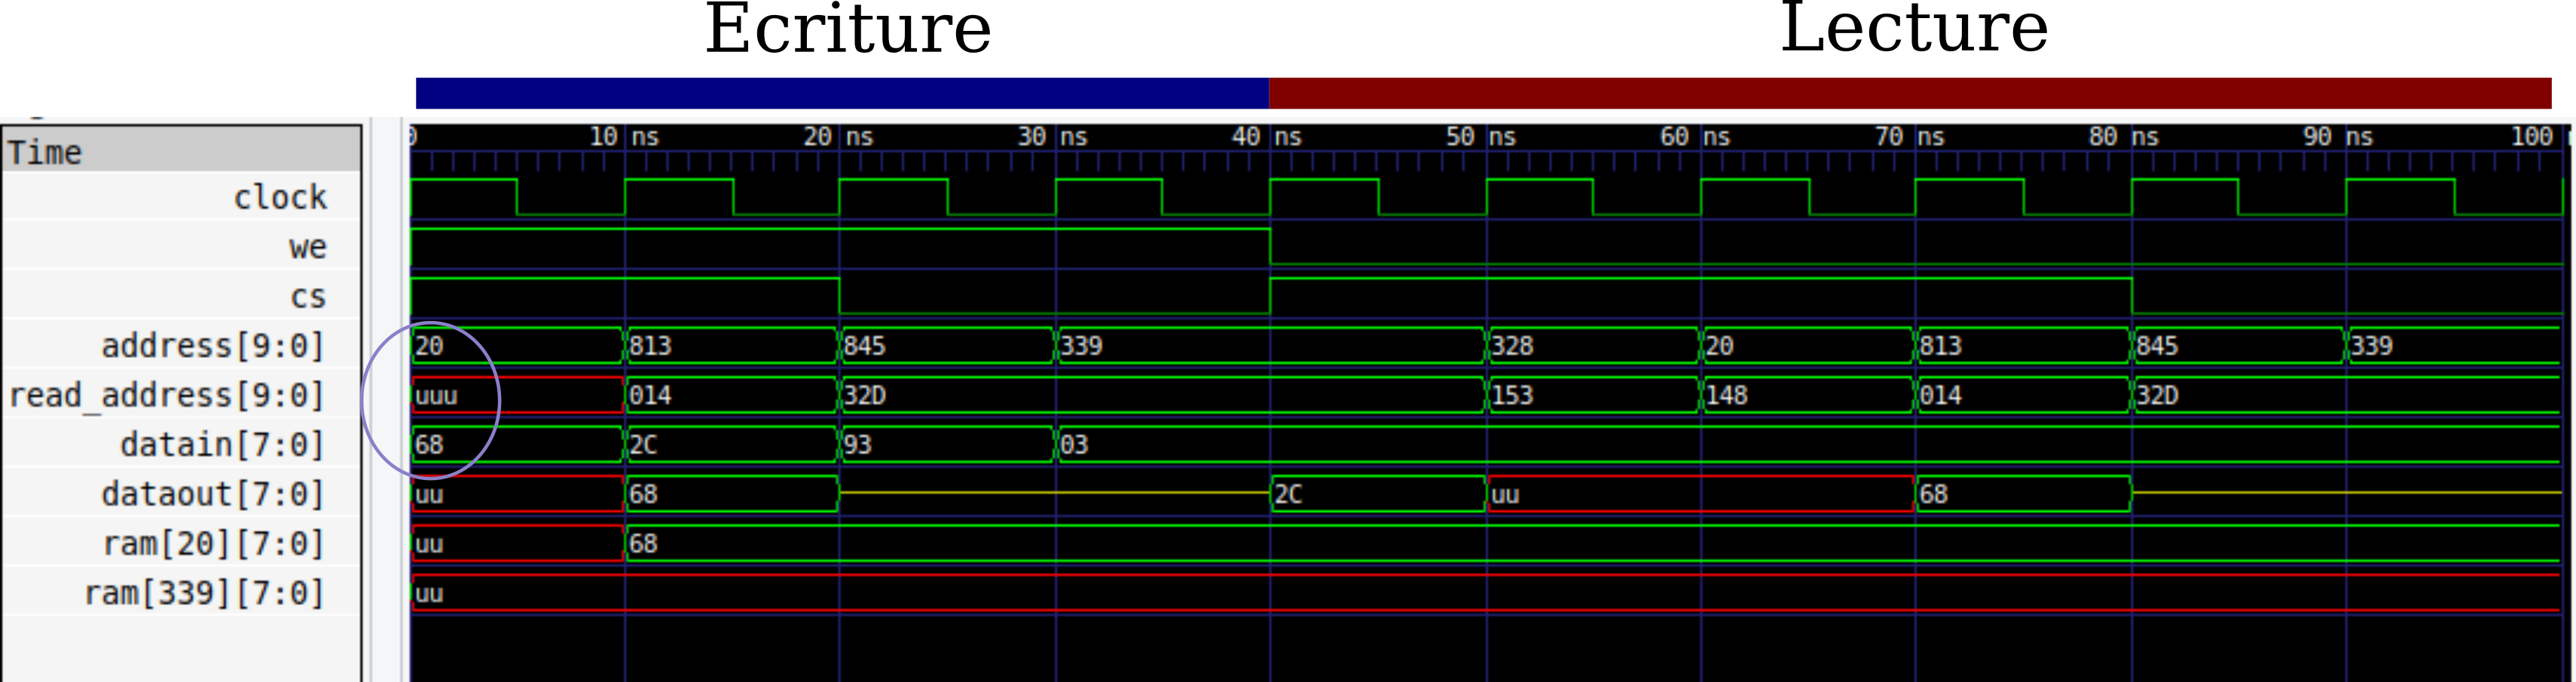 Ecriture Lecture
Time 0 10 ns 20 ns 30 ns 40 ns 50 ns 60 ns 70 ns 80 ns 90 ns 100
clock
we
cs
address[9:0] 20 813 845 339 328 20 813 845 339
read_address[9:0] uuu 014 32D 153 148 014 32D
datain[7:0] 68 2C 93 03
dataout[7:0] uu 68 2C uu 68
ram[20][7:0] uu 68
ram[339][7:0] uu